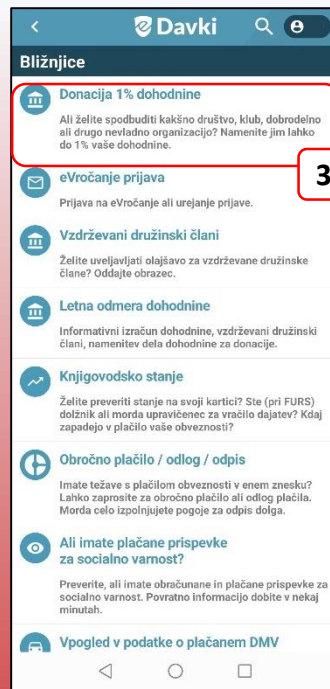 eDavki
Bližnjice
Donacija 1% dohodnine
Ali želite spodbuditi kakšno društvo, klub, dobrodelno
ali drugo nevladno organizacijo? Namenite jim lahko
do 1% vaše dohodnine.
3
eVročanje prijava
Prijava na eVročanje ali urejanje prijave.
Vzdrževani družinski člani
Želite uveljavljati olajšavo za vzdrževane družinske
člane? Oddajte obrazec.
Letna odmera dohodnine
Informativni izračun dohodnine, vzdrževani družinski
člani, namenitev dela dohodnine za donacije.
Knjigovodsko stanje
Želite preveriti stanje na svoji kartici? Ste (pri FURS)
dolžnik ali morda upravičenec za vračilo dajatev? Kdaj
zapadejo v plačilo vaše obveznosti?
Obročno plačilo / odlog / odpis
Imate težave s plačilom obveznosti v enem znesku?
Lahko zaprosite za obročno plačilo ali odlog plačila.
Morda celo izpolnjujete pogoje za odpis dolga.
Ali imate plačane prispevke
za socialno varnost?
Preverite, ali imate obračunane in plačane prispevke za
socialno varnost. Povratno informacijo dobite v nekaj
minutah.
Vpogled v podatke o plačanem DMV